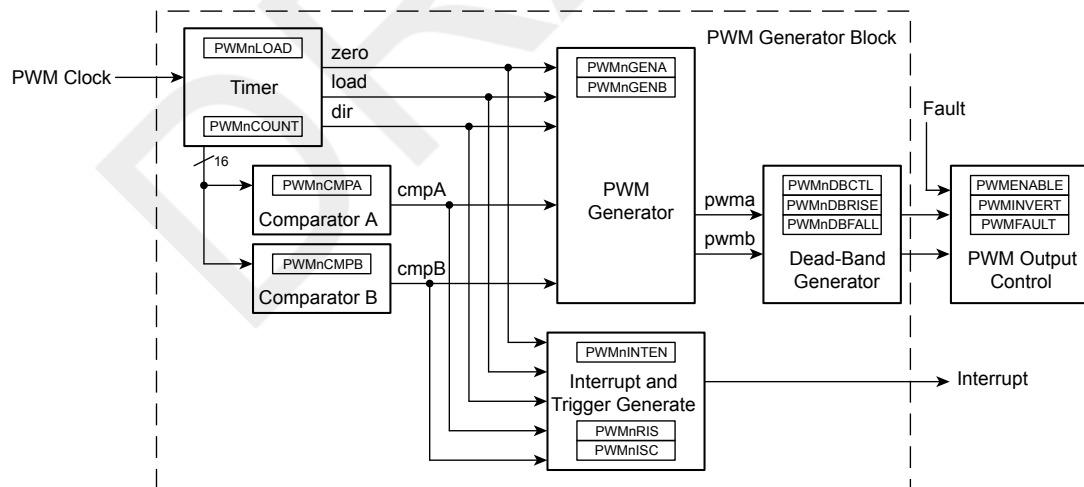 PWM Generator Block
PWM Clock
PWMnLOAD
Timer
PWMnCOUNT
zero
load
dir
16
PWMnCMPA
Comparator A
cmpA
PWMnCMPB
Comparator B
cmpB
PWMnGENA
PWMnGENB
PWM
Generator
pwma
pwmb
PWMnDBCTL
PWMnDBRISE
PWMnDBFALL
Dead-Band
Generator
Fault
PWMENABLE
PWMINVERT
PWMFAULT
PWM Output
Control
PWMnINTEN
Interrupt and
Trigger Generate
PWMnRIS
PWMnISC
Interrupt